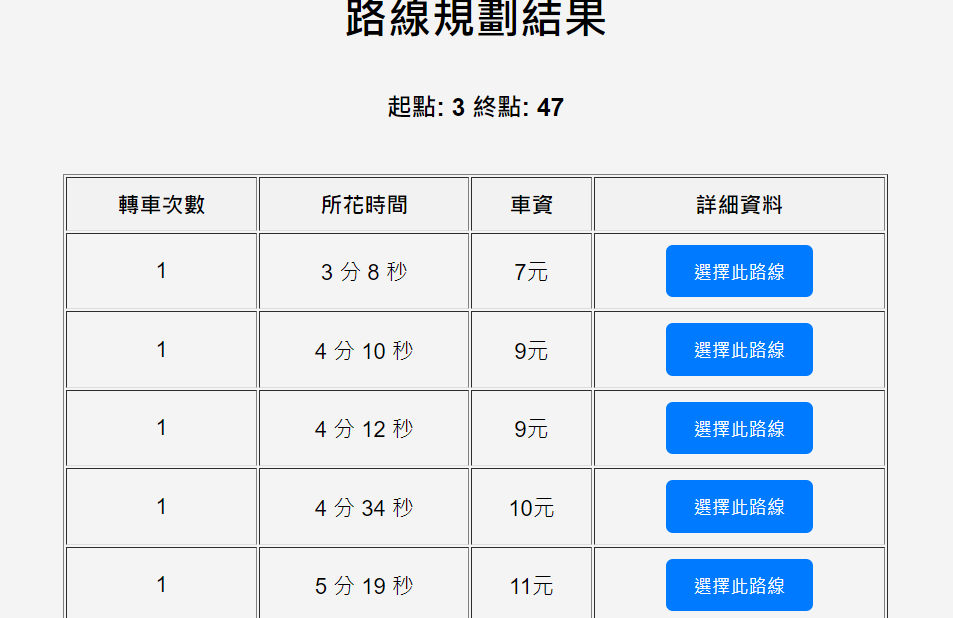 路線規劃結果
起點: 3 終點: 47
轉車次數 所花時間 車資 詳細資料
1 3 分 8 秒 7元 選擇此路線
1 4 分 10 秒 9元 選擇此路線
1 4 分 12 秒 9元 選擇此路線
1 4 分 34 秒 10元 選擇此路線
1 5 分 19 秒 11元 選擇此路線